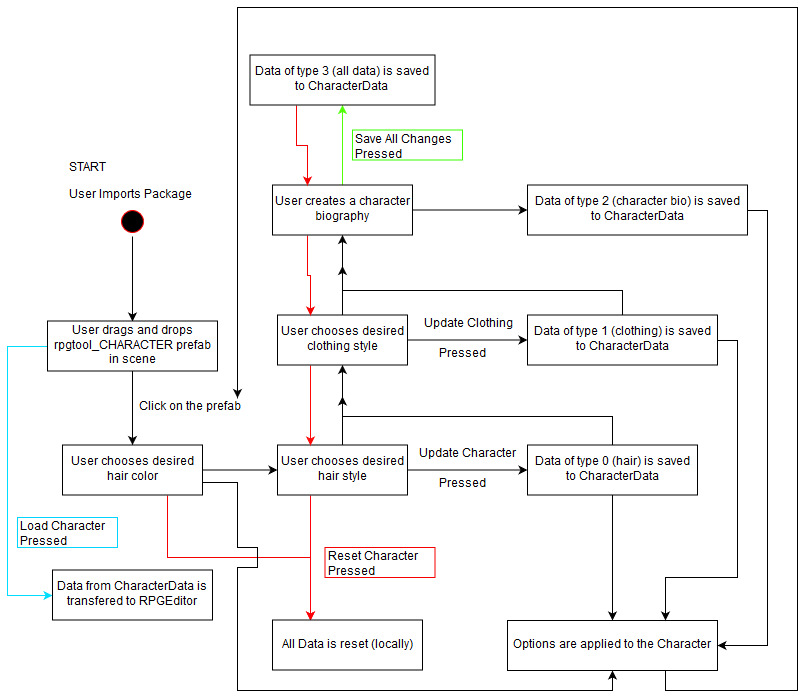 Data of type 3 (all data) is saved
to CharacterData
Save All Changes
Pressed
START
User Imports Package
User creates a character
biography
Data of type 2 (character bio) is saved
to CharacterData
User drags and drops
rpgtool_CHARACTER prefab
in scene
User chooses desired
clothing style
Update Clothing
Pressed
Data of type 1 (clothing) is saved
to CharacterData
Click on the prefab
User chooses desired
hair color
User chooses desired
hair style
Update Character
Pressed
Data of type 0 (hair) is saved
to CharacterData
Load Character
Pressed
Reset Character
Pressed
Data from CharacterData is
transfered to RPGEditor
All Data is reset (locally)
Options are applied to the Character